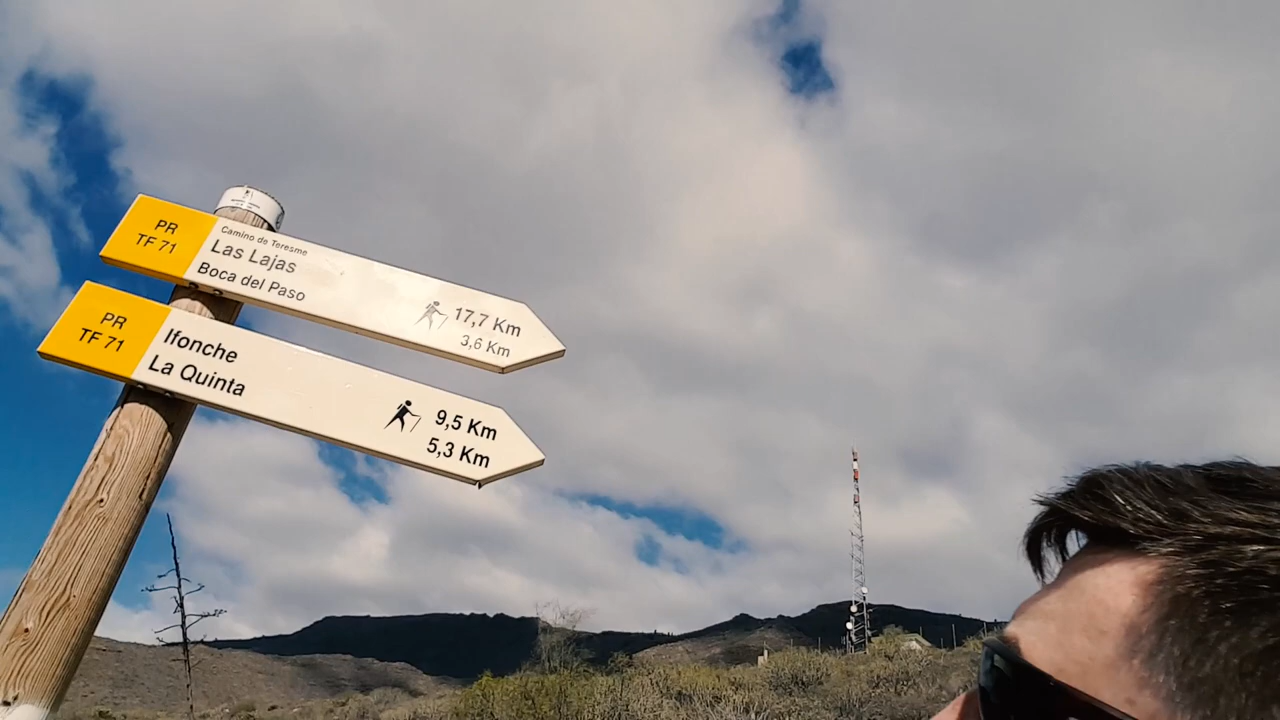 PR
TF 71
Camino de Teresme
Las Lajas
Boca del Paso
17,7 Km
3,6 Km
PR
TF 71
Ifonche
La Quinta
9,5 Km
5,3 Km